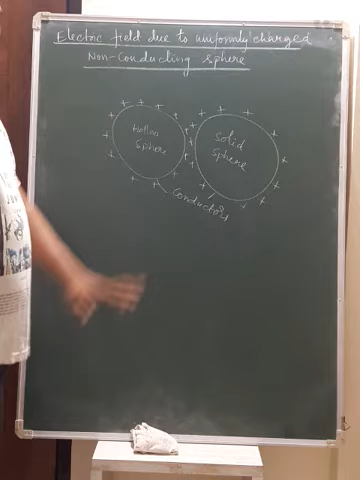 Electric field due to uniformly charged
Non-Conducting sphere
Hollow
Sphere
Solid
Sphere
Conductors